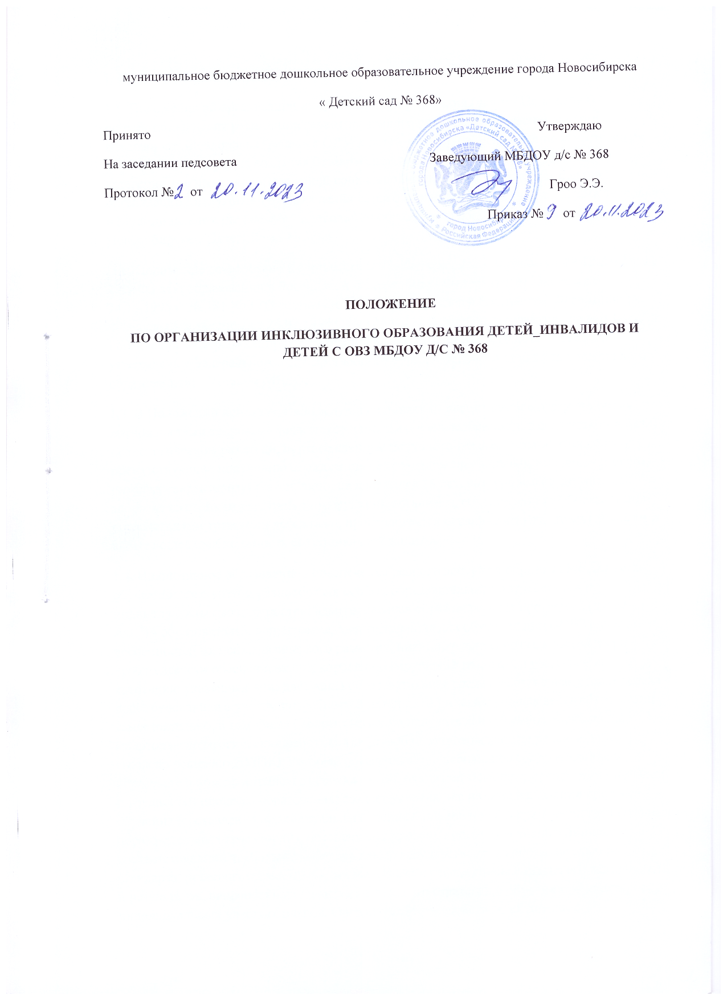 муниципальное бюджетное дошкольное образовательное учреждение города Новосибирска
« Детский сад № 368»
Принято
Утверждаю
На заседании педсовета
Заведующий МБДОУ д/с № 368
Гроо Э.Э.
Протокол №2 от 20.11.2023
Приказ № 9 от 20.11.2023
бюджетное дошкольное образовательное учреждение
города Новосибирска «Детский сад № 368»
город Новосибирск
Российская Федерация
ПОЛОЖЕНИЕ
ПО ОРГАНИЗАЦИИ ИНКЛЮЗИВНОГО ОБРАЗОВАНИЯ ДЕТЕЙ_ИНВАЛИДОВ И
ДЕТЕЙ С ОВЗ МБДОУ Д/С № 368